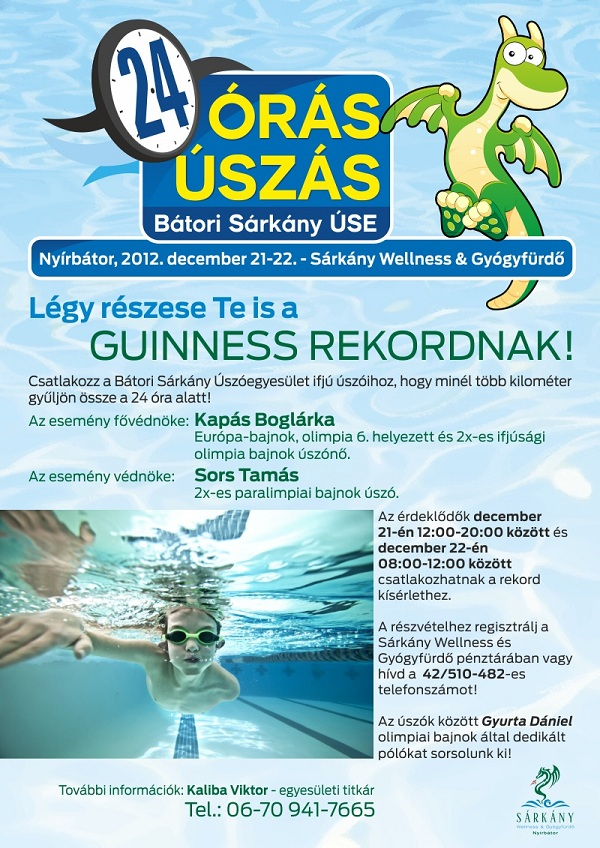 24
ÓRÁS
ÚSZÁS
Bátori Sárkány ÚSE
Nyírbátor, 2012. december 21-22. - Sárkány Wellness & Gyógyfürdő
Légy részese Te is a
GUINNESS REKORDNAK!
Csatlakozz a Bátori Sárkány Úszóegyesület ifjú úszóihoz, hogy minél több kilométer
gyűljön össze a 24 óra alatt!
Az esemény fővédnöke: Kapás Boglárka
Európa-bajnok, olimpia 6. helyezett és 2x-es ifjúsági
olimpia bajnok úszónő.
Az esemény védnöke: Sors Tamás
2x-es paralimpiai bajnok úszó.
Az érdeklődők december
21-én 12:00-20:00 között és
december 22-én
08:00-12:00 között
csatlakozhatnak a rekord
kísérlethez.
A részvételhez regisztrálj a
Sárkány Wellness és
Gyógyfürdő pénztárában vagy
hívd a 42/510-482-es
telefonszámot!
Az úszók között Gyurta Dániel
olimpiai bajnok által dedikált
pólókat sorsolunk ki!
További információk: Kaliba Viktor - egyesületi titkár
Tel.: 06-70 941-7665
SÁRKÁNY
Wellness & Gyógyfürdő
Nyírbátor